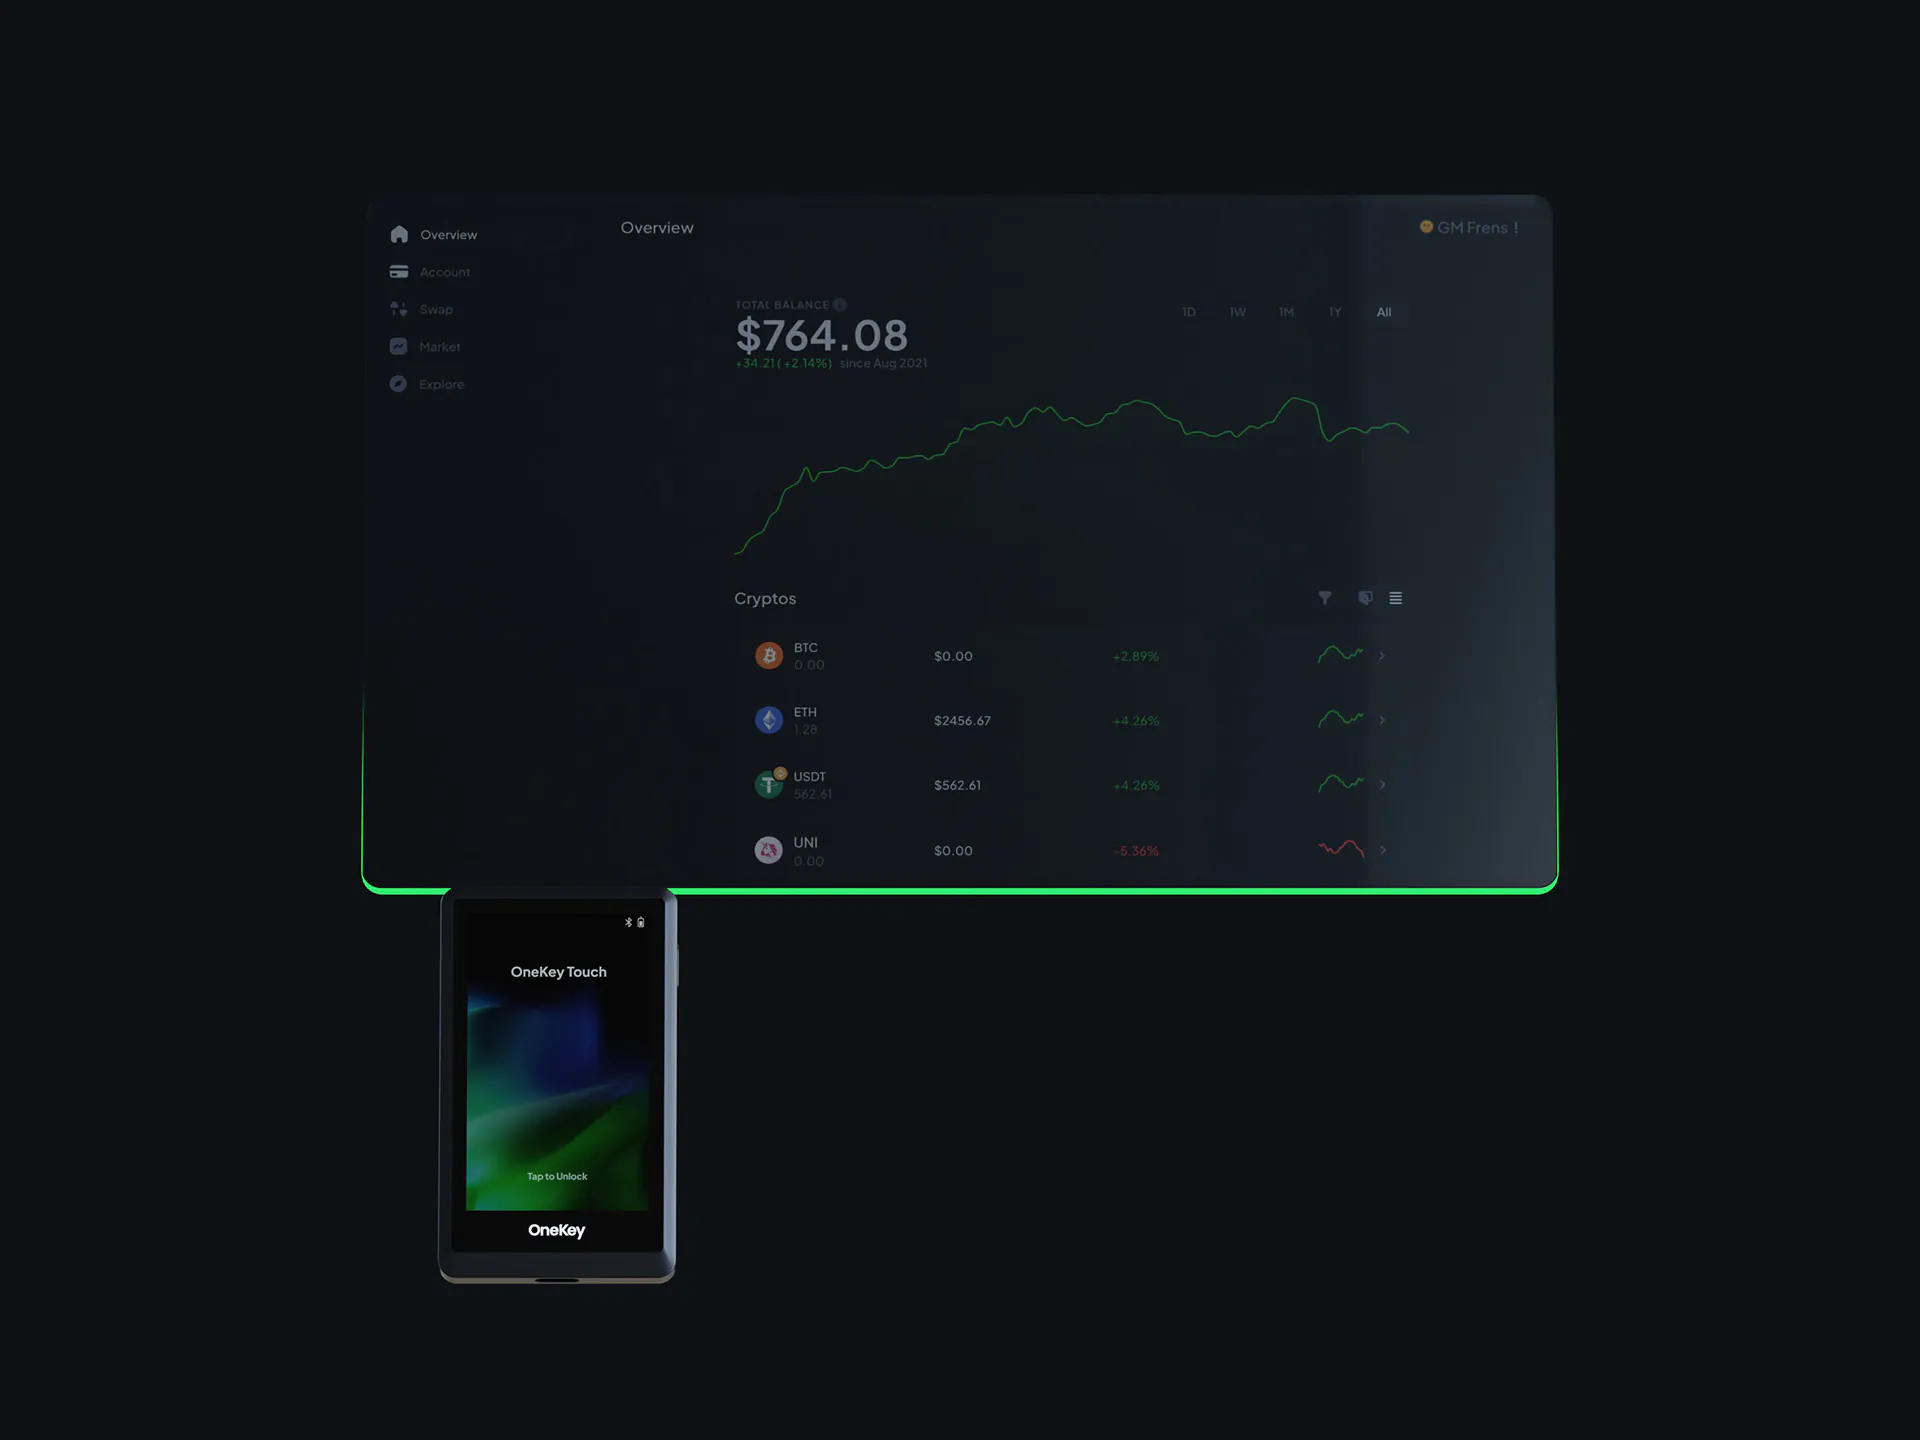 Overview
Account
Swap
Market
Explore
Overview
GM Frens !
TOTAL BALANCE
$764.08
+34.21 ( +2.14%) since Aug 2021
1D 1W 1M 1Y All
Cryptos
BTC
0.00
$0.00
+2.89%
ETH
1.28
$2456.67
+4.26%
USDT
562.61
$562.61
+4.26%
UNI
0.00
$0.00
-5.36%
OneKey Touch
Tap to Unlock
OneKey